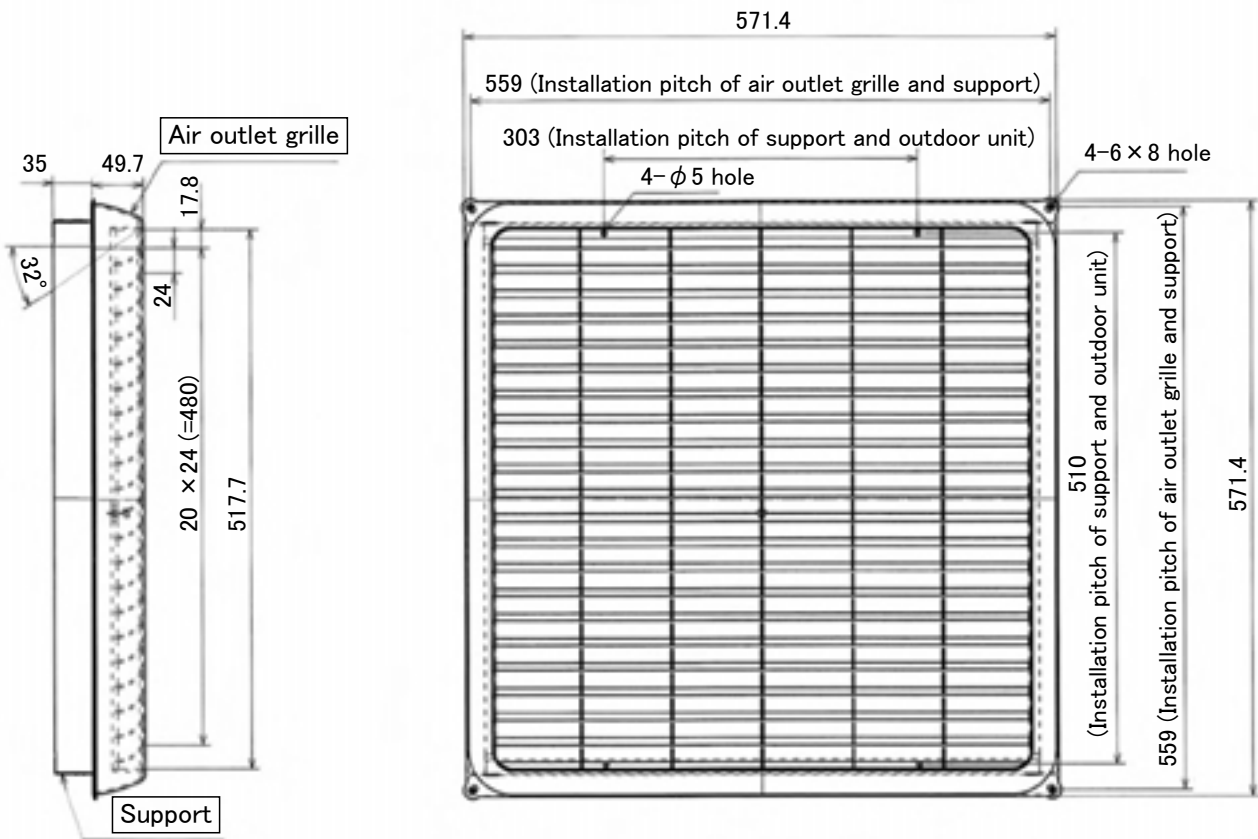 571.4
559 (Installation pitch of air outlet grille and support)
Air outlet grille
303 (Installation pitch of support and outdoor unit)
4-6×8 hole
35
49.7
4-φ5 hole
17.8
32°
24
20 ×24 (=480)
517.7
510
(Installation pitch of support and outdoor unit)
559 (Installation pitch of air outlet grille and support)
571.4
Support